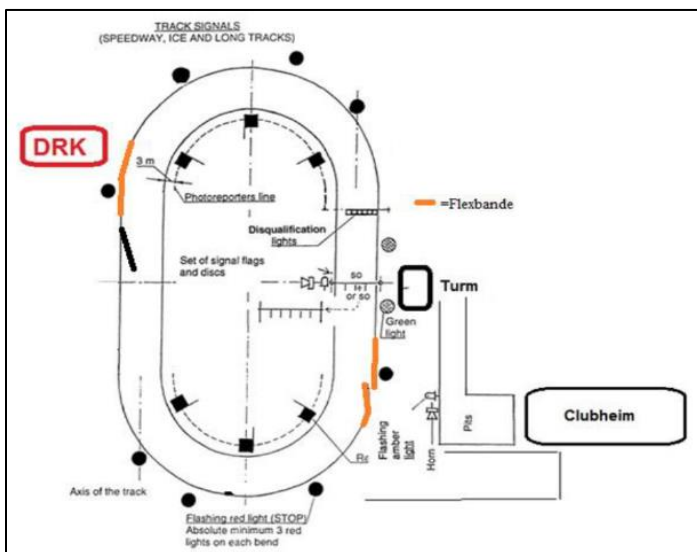 TRACK SIGNALS
(SPEEDWAY, ICE AND LONG TRACKS)
DRK
3 m
Photoreporters line
=Flexbande
Disqualification
lights
Set of signal flags
and discs
so
or so
Turm
Green
light
Clubheim
Pits
Flashing
amber
light
Horn
Axis of the track
Flashing red light (STOP)
Absolute minimum 3 red
lights on each bend